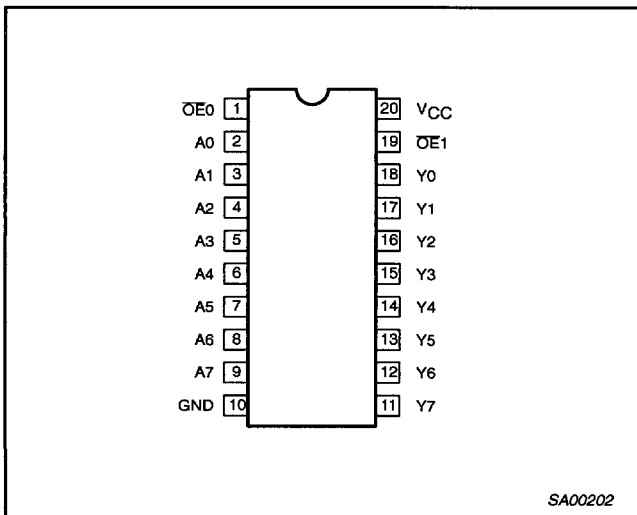 O̅E̅0 1 20 VCC
A0 2 19 O̅E̅1
A1 3 18 Y0
A2 4 17 Y1
A3 5 16 Y2
A4 6 15 Y3
A5 7 14 Y4
A6 8 13 Y5
A7 9 12 Y6
GND 10 11 Y7
SA00202